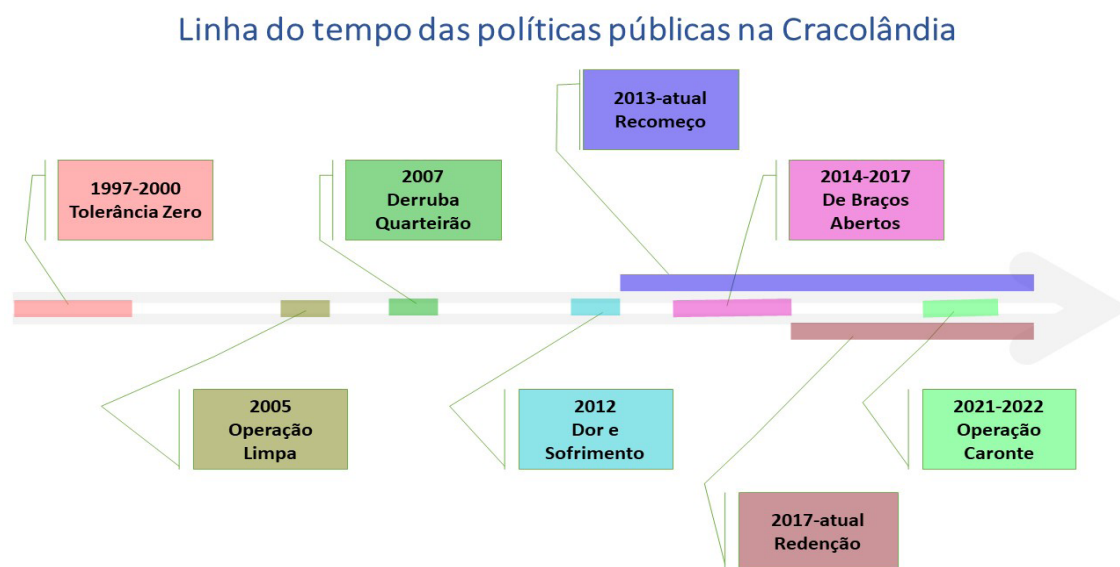 Linha do tempo das políticas públicas na Cracolândia
2013-atual
Recomeço
1997-2000
Tolerância Zero
2007
Derruba
Quarteirão
2014-2017
De Braços
Abertos
2005
Operação
Limpa
2012
Dor e
Sofrimento
2021-2022
Operação
Caronte
2017-atual
Redenção